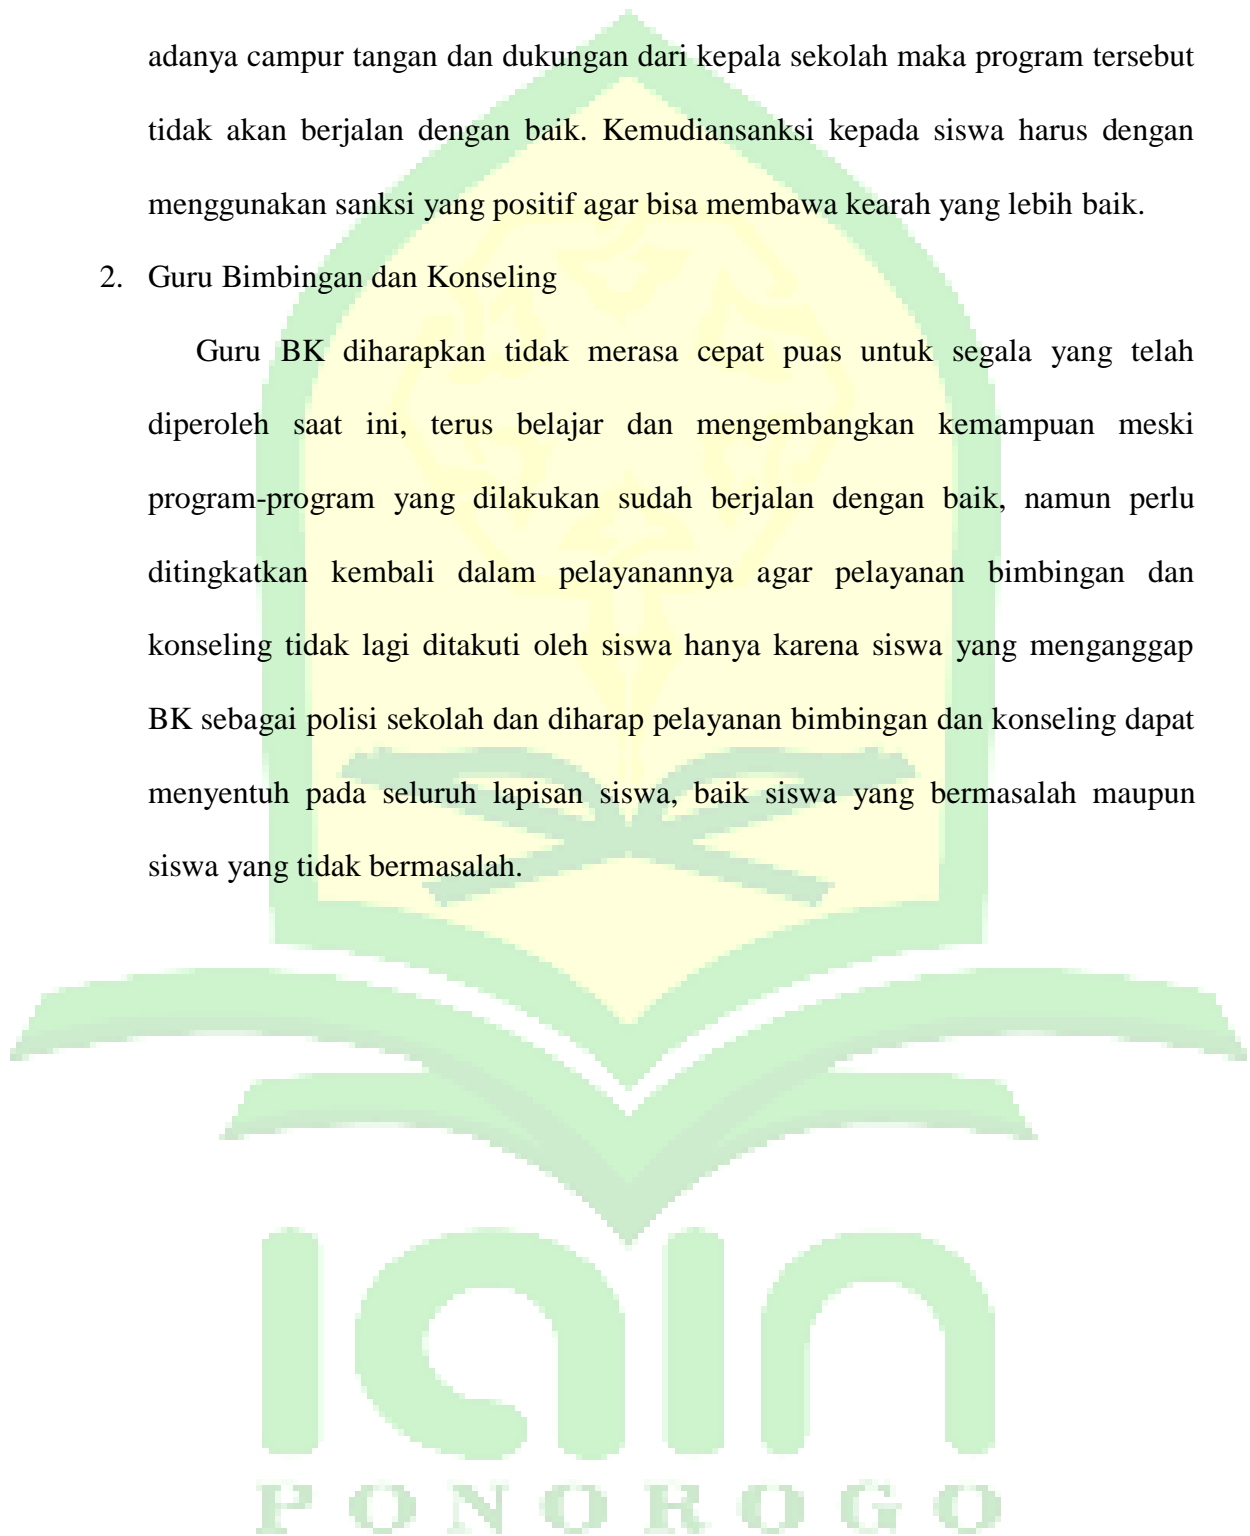 adanya campur tangan dan dukungan dari kepala sekolah maka program tersebut
tidak akan berjalan dengan baik. Kemudiansanksi kepada siswa harus dengan
menggunakan sanksi yang positif agar bisa membawa kearah yang lebih baik.
2. Guru Bimbingan dan Konseling
Guru BK diharapkan tidak merasa cepat puas untuk segala yang telah
diperoleh saat ini, terus belajar dan mengembangkan kemampuan meski
program-program yang dilakukan sudah berjalan dengan baik, namun perlu
ditingkatkan kembali dalam pelayanannya agar pelayanan bimbingan dan
konseling tidak lagi ditakuti oleh siswa hanya karena siswa yang menganggap
BK sebagai polisi sekolah dan diharap pelayanan bimbingan dan konseling dapat
menyentuh pada seluruh lapisan siswa, baik siswa yang bermasalah maupun
siswa yang tidak bermasalah.
iain
PONOROGO